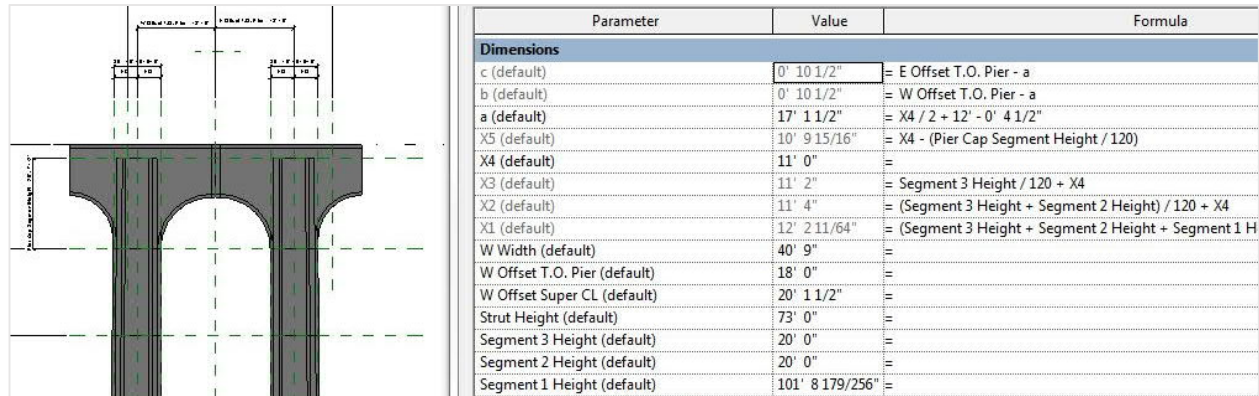 Parameter Value Formula
Dimensions
c (default) 0' 10 1/2" = E Offset T.O. Pier - a
b (default) 0' 10 1/2" = W Offset T.O. Pier - a
a (default) 17' 1 1/2" = X4 / 2 + 12' - 0' 4 1/2"
X5 (default) 10' 9 15/16" = X4 - (Pier Cap Segment Height / 120)
X4 (default) 11' 0" =
X3 (default) 11' 2" = Segment 3 Height / 120 + X4
X2 (default) 11' 4" = (Segment 3 Height + Segment 2 Height) / 120 + X4
X1 (default) 12' 2 11/64" = (Segment 3 Height + Segment 2 Height + Segment 1 H
W Width (default) 40' 9" =
W Offset T.O. Pier (default) 18' 0" =
W Offset Super CL (default) 20' 1 1/2" =
Strut Height (default) 73' 0" =
Segment 3 Height (default) 20' 0" =
Segment 2 Height (default) 20' 0" =
Segment 1 Height (default) 101' 8 179/256" =